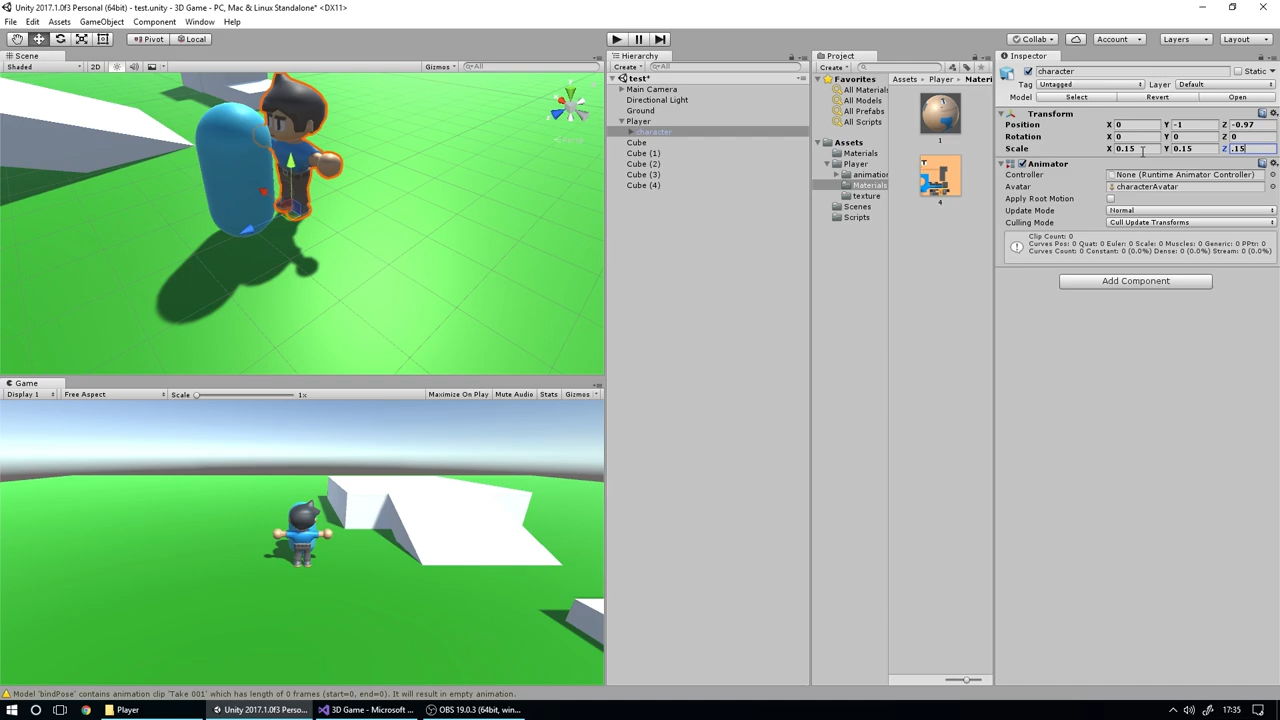 Unity 2017.1.0f3 Personal (64bit) - test.unity - 3D Game - PC, Mac & Linux Standalone* <DX11>
File Edit Assets GameObject Component Window Help
Pivot Local Collab Account Layers Layout
Scene
Shaded 2D Gizmos All
Hierarchy
Create All
test*
Main Camera
Directional Light
Ground
Player
character
Cube
Cube (1)
Cube (2)
Cube (3)
Cube (4)
Project
Create
Favorites
All Materials
All Models
All Prefabs
All Scripts
Assets
Materials
Player
animation
Materials
texture
Scenes
Scripts
Assets Player Materi
1
4
Inspector
character Static
Tag Untagged Layer Default
Model Select Revert Open
Transform
Position X 0 Y -1 Z -0.97
Rotation X 0 Y 0 Z 0
Scale X 0.15 Y 0.15 Z .15
Animator
Controller None (Runtime Animator Controller)
Avatar characterAvatar
Apply Root Motion
Update Mode Normal
Culling Mode Cull Update Transforms
Clip Count: 0
Curves Pos: 0 Quat: 0 Euler: 0 Scale: 0 Muscles: 0 Generic: 0 PPtr: 0
Curves Count: 0 Constant: 0 (0.0%) Dense: 0 (0.0%) Stream: 0 (0.0%)
Add Component
Game
Display 1 Free Aspect Scale 1x Maximize On Play Mute Audio Stats Gizmos
Model 'bindPose' contains animation clip 'Take 001' which has length of 0 frames (start=0, end=0). It will result in empty animation.
Player Unity 2017.1.0f3 Perso... 3D Game - Microsoft ... OBS 19.0.3 (64bit, win... 17:35